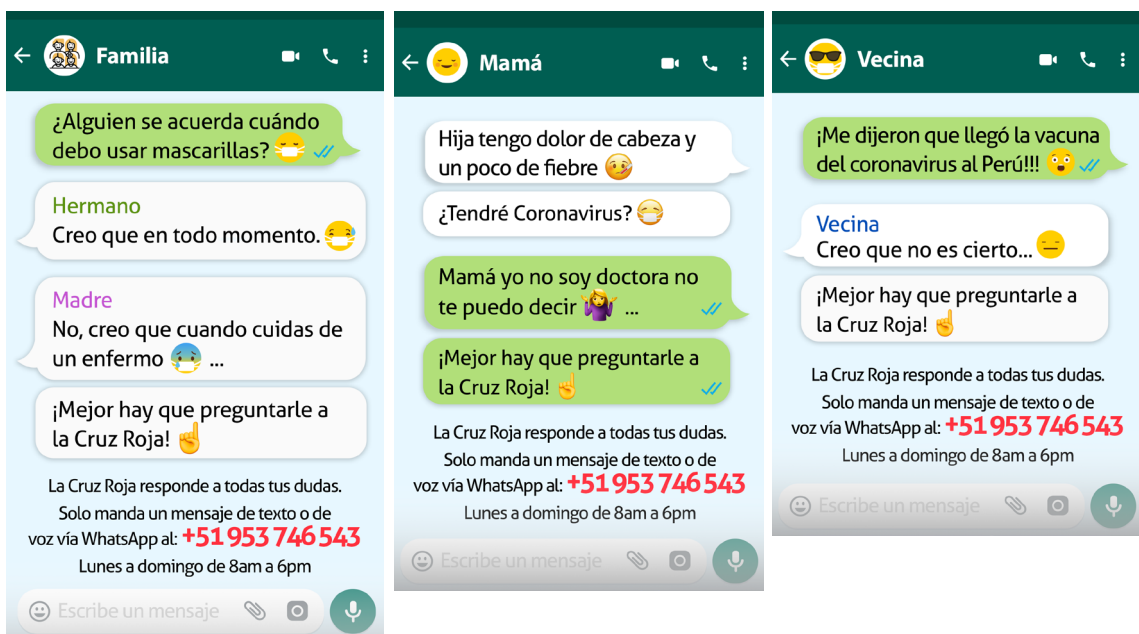 Familia
¿Alguien se acuerda cuándo
debo usar mascarillas?
Hermano
Creo que en todo momento.
Madre
No, creo que cuando cuidas de
un enfermo ...
¡Mejor hay que preguntarle a
la Cruz Roja!
La Cruz Roja responde a todas tus dudas.
Solo manda un mensaje de texto o de
voz vía WhatsApp al: +51 953 746 543
Lunes a domingo de 8am a 6pm
Escribe un mensaje
Mamá
Hija tengo dolor de cabeza y
un poco de fiebre
¿Tendré Coronavirus?
Mamá yo no soy doctora no
te puedo decir ...
¡Mejor hay que preguntarle a
la Cruz Roja!
La Cruz Roja responde a todas tus dudas.
Solo manda un mensaje de texto o de
voz vía WhatsApp al: +51 953 746 543
Lunes a domingo de 8am a 6pm
Escribe un mensaje
Vecina
¡Me dijeron que llegó la vacuna
del coronavirus al Perú!!!
Vecina
Creo que no es cierto...
¡Mejor hay que preguntarle a
la Cruz Roja!
La Cruz Roja responde a todas tus dudas.
Solo manda un mensaje de texto o de
voz vía WhatsApp al: +51 953 746 543
Lunes a domingo de 8am a 6pm
Escribe un mensaje